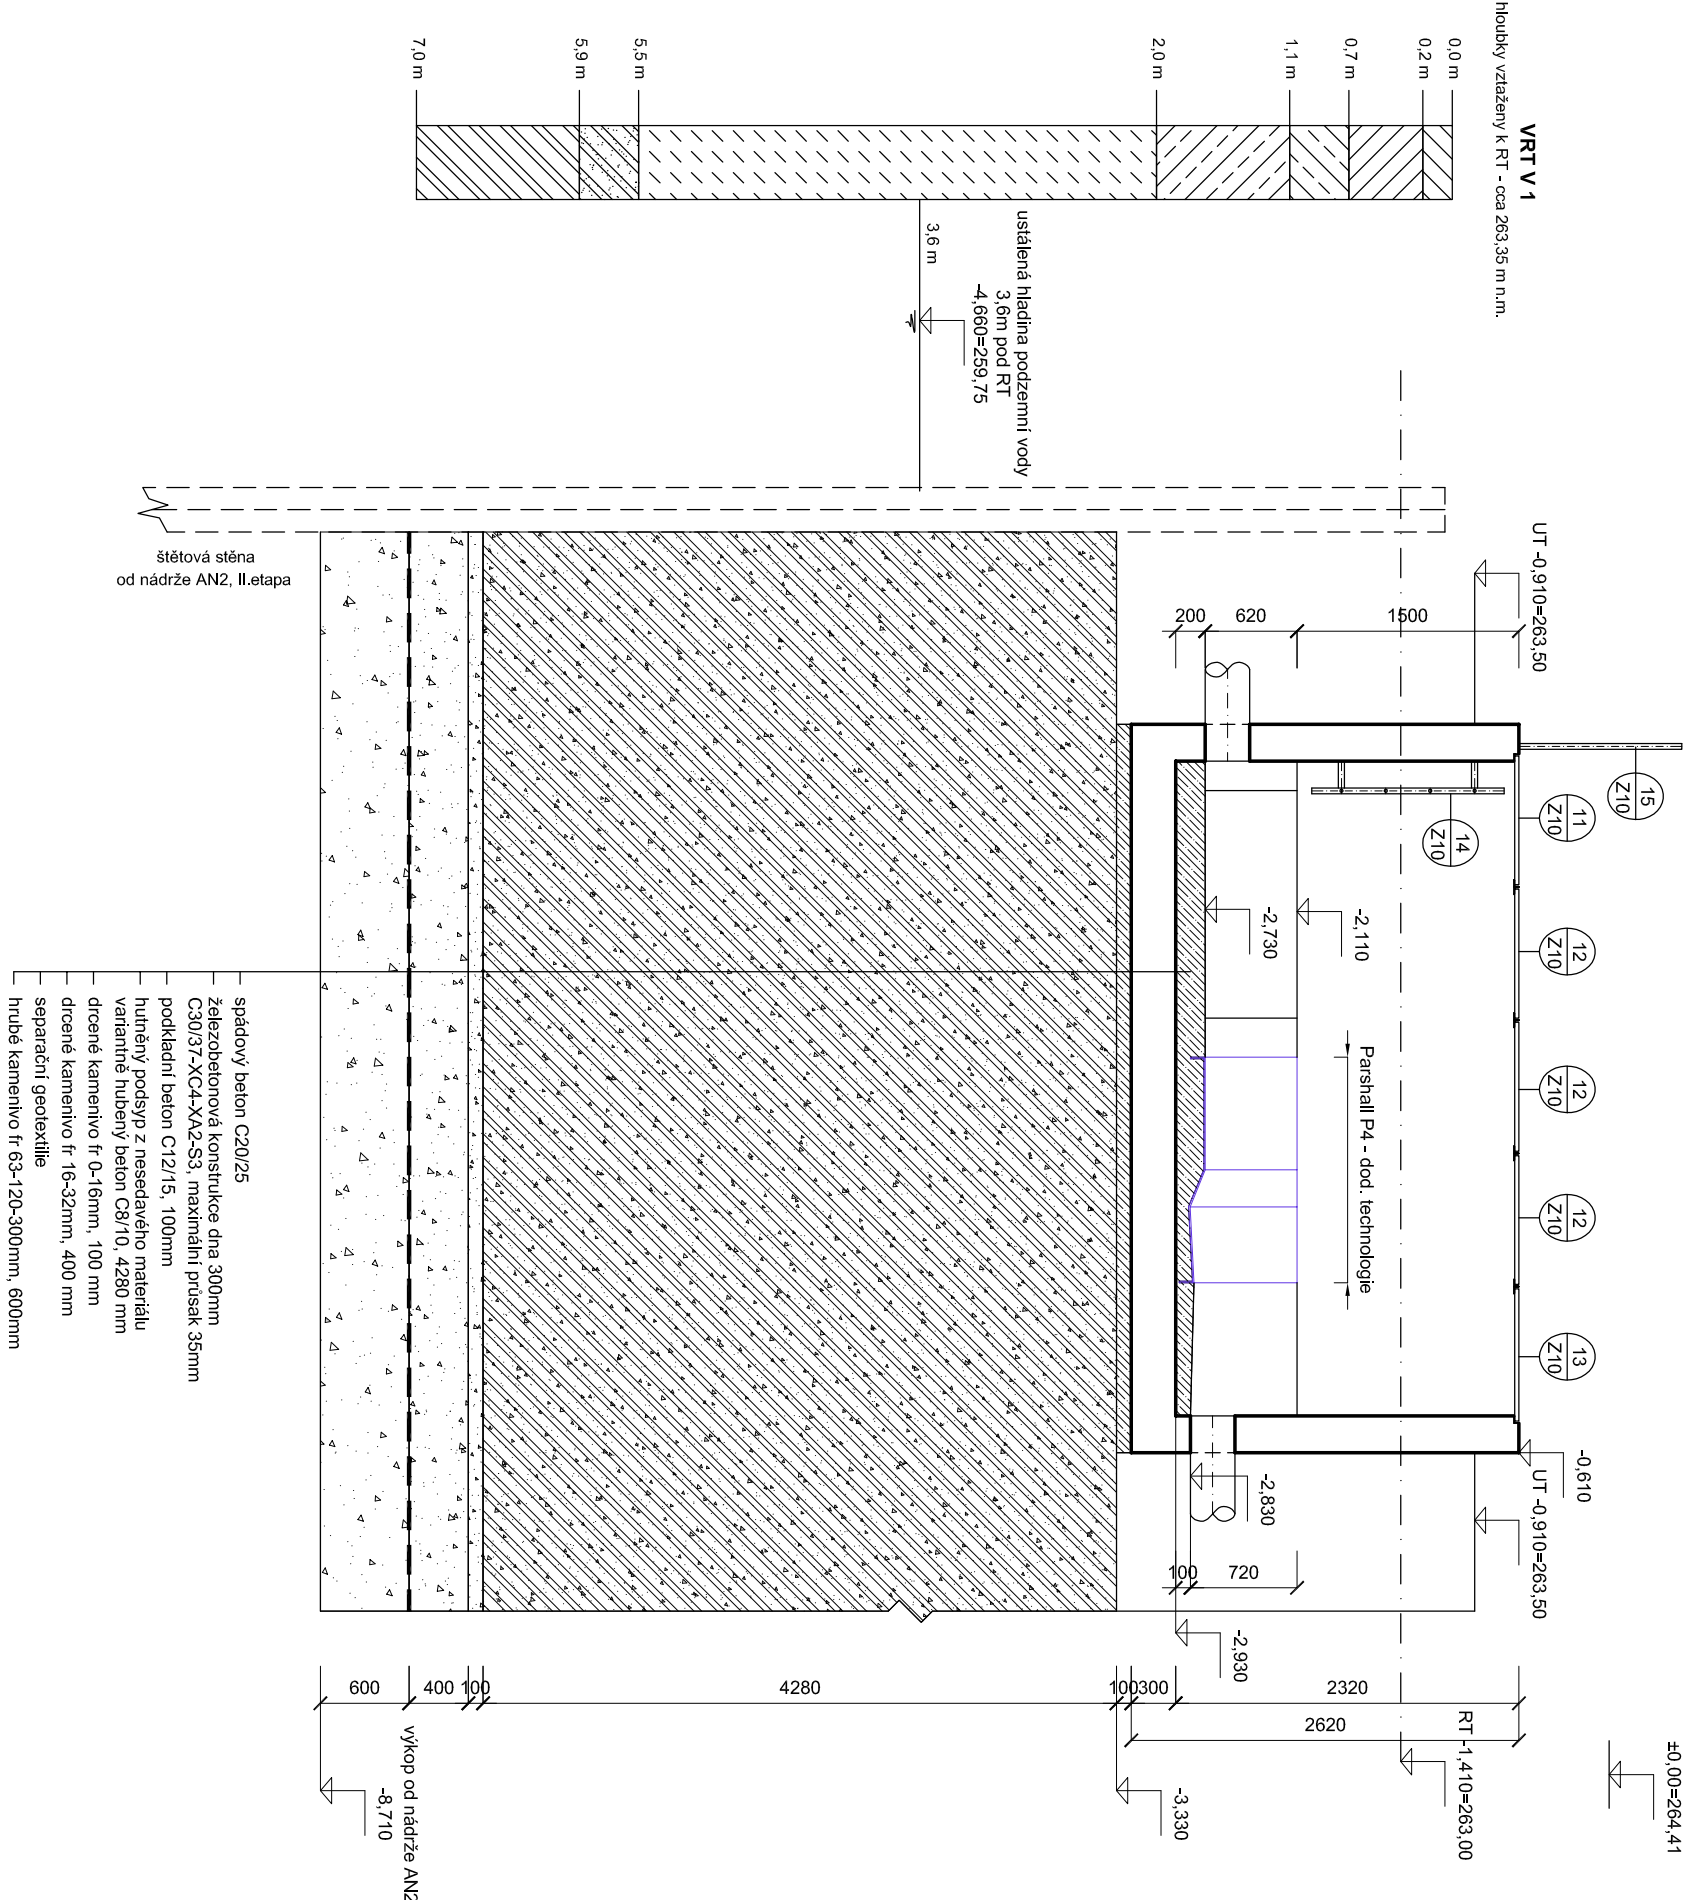 VRT V 1
hloubky vztaženy k RT - cca 263,35 m n.m.
0,0 m
0,2 m
0,7 m
1,1 m
2,0 m
5,5 m
5,9 m
7,0 m
3,6 m
ustálená hladina podzemní vody
3,6m pod RT
-4,660=259,75
štětová stěna
od nádrže AN2, II.etapa
UT -0,910=263,50
1500
620
200
15
Z10
11
Z10
14
Z10
12
Z10
12
Z10
12
Z10
13
Z10
-2,110
-2,730
Parshall P4 - dod. technologie
-0,610
UT -0,910=263,50
-2,830
720
100
-2,930
2320
300
100
4280
100
400
600
2620
RT -1,410=263,00
±0,00=264,41
-3,330
výkop od nádrže AN2
-8,710
spádový beton C20/25
železobetonová konstrukce dna 300mm
C30/37-XC4-XA2-S3, maximální průsak 35mm
podkladní beton C12/15, 100mm
hutněný podsyp z nesedavého materiálu
variantně hubený beton C8/10, 4280 mm
drcené kamenivo fr 0-16mm, 100 mm
drcené kamenivo fr 16-32mm, 400 mm
separační geotextilie
hrubé kamenivo fr 63-120-300mm, 600mm